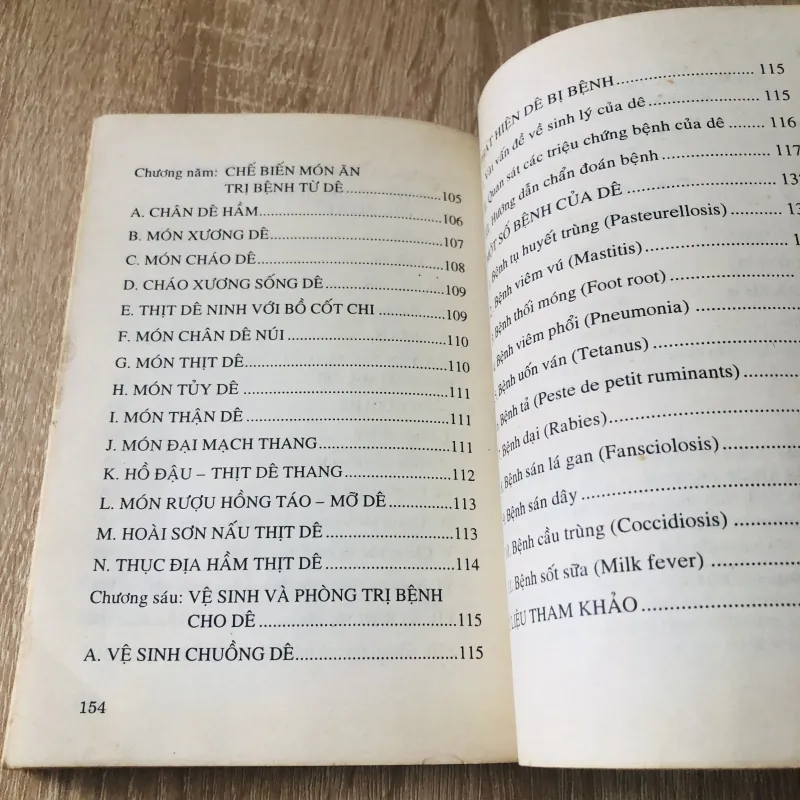 Chương năm: CHẾ BIẾN MÓN ĂN
TRỊ BỆNH TỪ DÊ.....................105
A. CHÂN DÊ HẦM.....................106
B. MÓN XƯƠNG DÊ.....................107
C. MÓN CHÁO DÊ.....................108
D. CHÁO XƯƠNG SỐNG DÊ.....................109
E. THỊT DÊ NINH VỚI BỒ CỐT CHI.....................109
F. MÓN CHÂN DÊ NÚI.....................110
G. MÓN THỊT DÊ.....................110
H. MÓN TỦY DÊ.....................111
I. MÓN THẬN DÊ.....................111
J. MÓN ĐẠI MẠCH THANG.....................111
K. HỒ ĐẬU – THỊT DÊ THANG.....................112
L. MÓN RƯỢU HỒNG TÁO – MỠ DÊ.....................113
M. HOÀI SƠN NẤU THỊT DÊ.....................113
N. THỤC ĐỊA HẦM THỊT DÊ.....................114
Chương sáu: VỆ SINH VÀ PHÒNG TRỊ BỆNH
CHO DÊ.....................115
A. VỆ SINH CHUỒNG DÊ.....................115
154
HIỆN DÊ BỊ BỆNH.....................115
vấn đề về sinh lý của dê.....................115
Quan sát các triệu chứng bệnh của dê.....................116
Hướng dẫn chẩn đoán bệnh.....................117
SỐ BỆNH CỦA DÊ.....................
Bệnh tụ huyết trùng (Pasteurellosis).....................
Bệnh viêm vú (Mastitis).....................
Bệnh thối móng (Foot root).....................
Bệnh viêm phổi (Pneumonia).....................
Bệnh uốn ván (Tetanus).....................
Bệnh tả (Peste de petit ruminants).....................
Bệnh dại (Rabies).....................
Bệnh sán lá gan (Fansciolosis).....................
Bệnh sán dây.....................
Bệnh cầu trùng (Coccidiosis).....................
Bệnh sốt sữa (Milk fever).....................
THAM KHẢO.....................